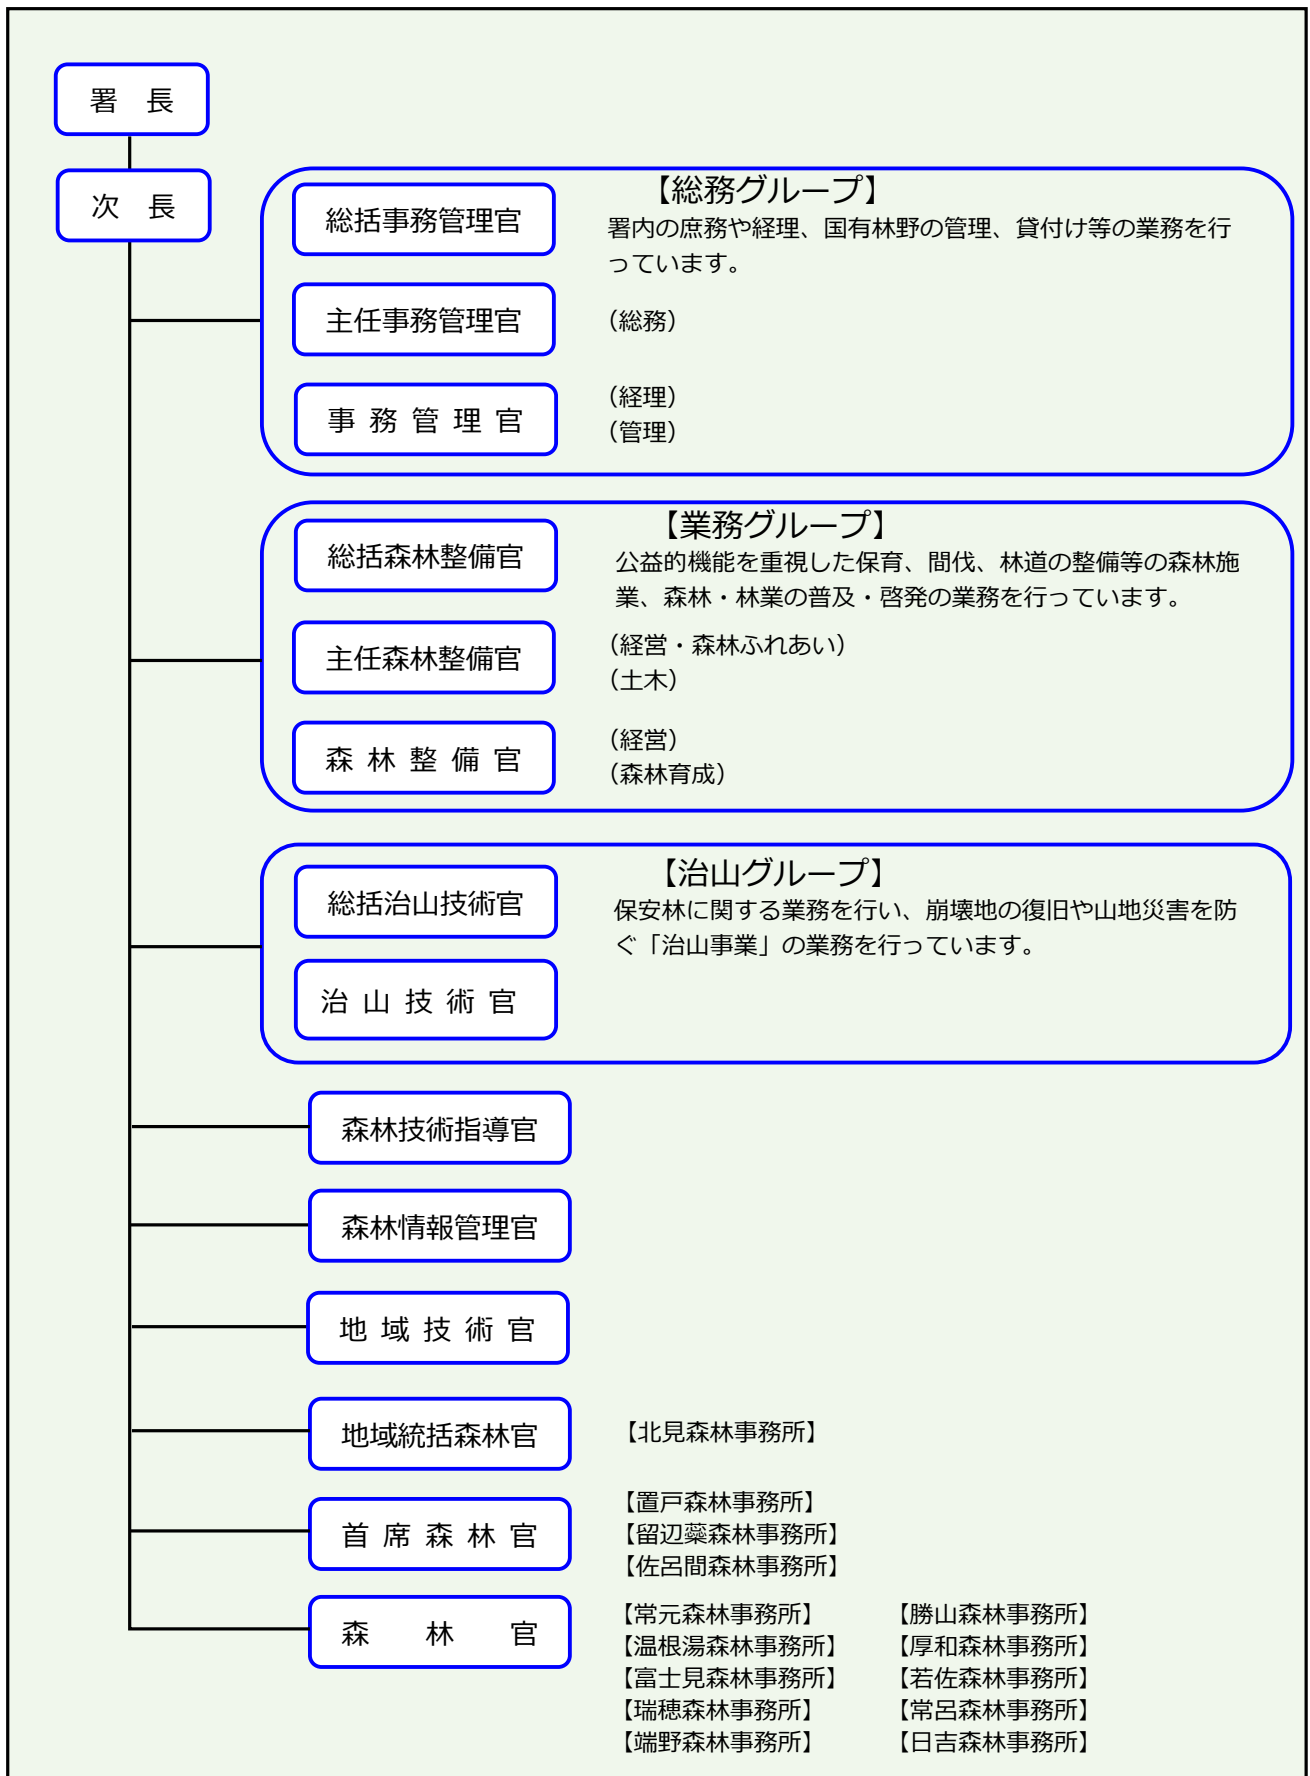 署　長
次　長
【総務グループ】
総括事務管理官
署内の庶務や経理、国有林野の管理、貸付け等の業務を行
っています。
主任事務管理官
（総務）
事 務 管 理 官
（経理）
（管理）
【業務グループ】
総括森林整備官
公益的機能を重視した保育、間伐、林道の整備等の森林施
業、森林・林業の普及・啓発の業務を行っています。
主任森林整備官
（経営・森林ふれあい）
（土木）
森 林 整 備 官
（経営）
（森林育成）
【治山グループ】
総括治山技術官
保安林に関する業務を行い、崩壊地の復旧や山地災害を防
ぐ「治山事業」の業務を行っています。
治 山 技 術 官
森林技術指導官
森林情報管理官
地 域 技 術 官
地域統括森林官
【北見森林事務所】
首 席 森 林 官
【置戸森林事務所】
【留辺蘂森林事務所】
【佐呂間森林事務所】
森　林　官
【常元森林事務所】　【勝山森林事務所】
【温根湯森林事務所】　【厚和森林事務所】
【富士見森林事務所】　【若佐森林事務所】
【瑞穂森林事務所】　【常呂森林事務所】
【端野森林事務所】　【日吉森林事務所】